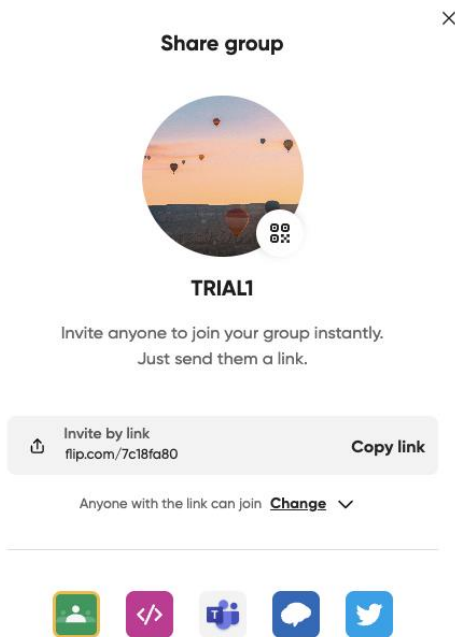 Share group
TRIAL1
Invite anyone to join your group instantly.
Just send them a link.
Invite by link
flip.com/7c18fa80
Copy link
Anyone with the link can join Change